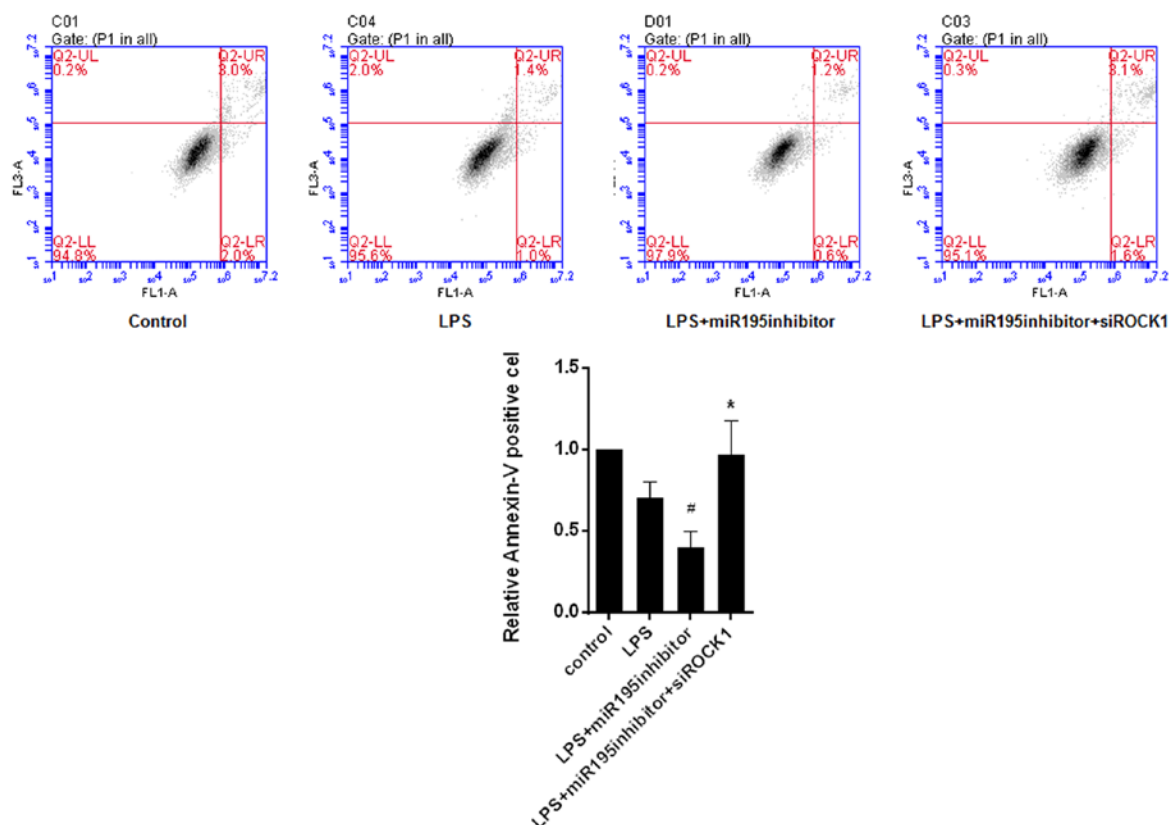 C01
Gate: (P1 in all)
Q2-UL
0.2%
Q2-UR
3.0%
Q2-LL
94.8%
Q2-LR
2.0%
FL3-A
FL1-A
Control
C04
Gate: (P1 in all)
Q2-UL
2.0%
Q2-UR
1.4%
Q2-LL
95.6%
Q2-LR
1.0%
FL3-A
FL1-A
LPS
D01
Gate: (P1 in all)
Q2-UL
0.2%
Q2-UR
1.2%
Q2-LL
97.9%
Q2-LR
0.6%
FL1-A
LPS+miR195inhibitor
C03
Gate: (P1 in all)
Q2-UL
0.3%
Q2-UR
3.1%
Q2-LL
95.1%
Q2-LR
1.6%
FL3-A
FL1-A
LPS+miR195inhibitor+siROCK1
Relative Annexin-V positive cel
1.5
1.0
0.5
0.0
#
*
control
LPS
LPS+miR195inhibitor
LPS+miR195inhibitor+siROCK1